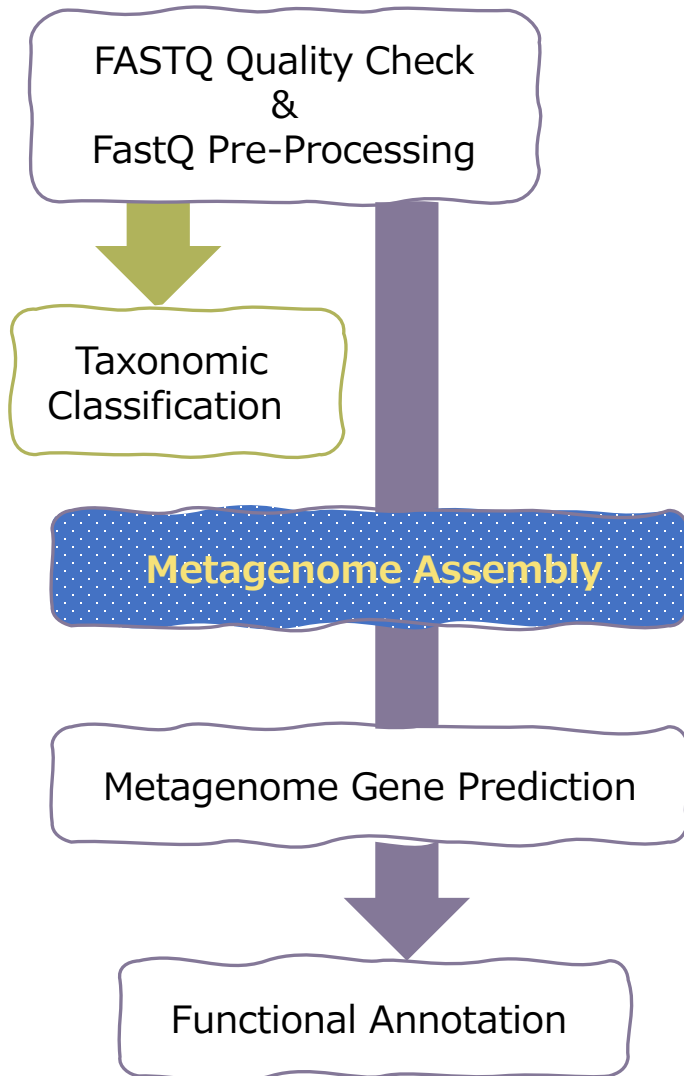 FASTQ Quality Check
&
FastQ Pre-Processing
Taxonomic
Classification
Metagenome Assembly
Metagenome Gene Prediction
Functional Annotation